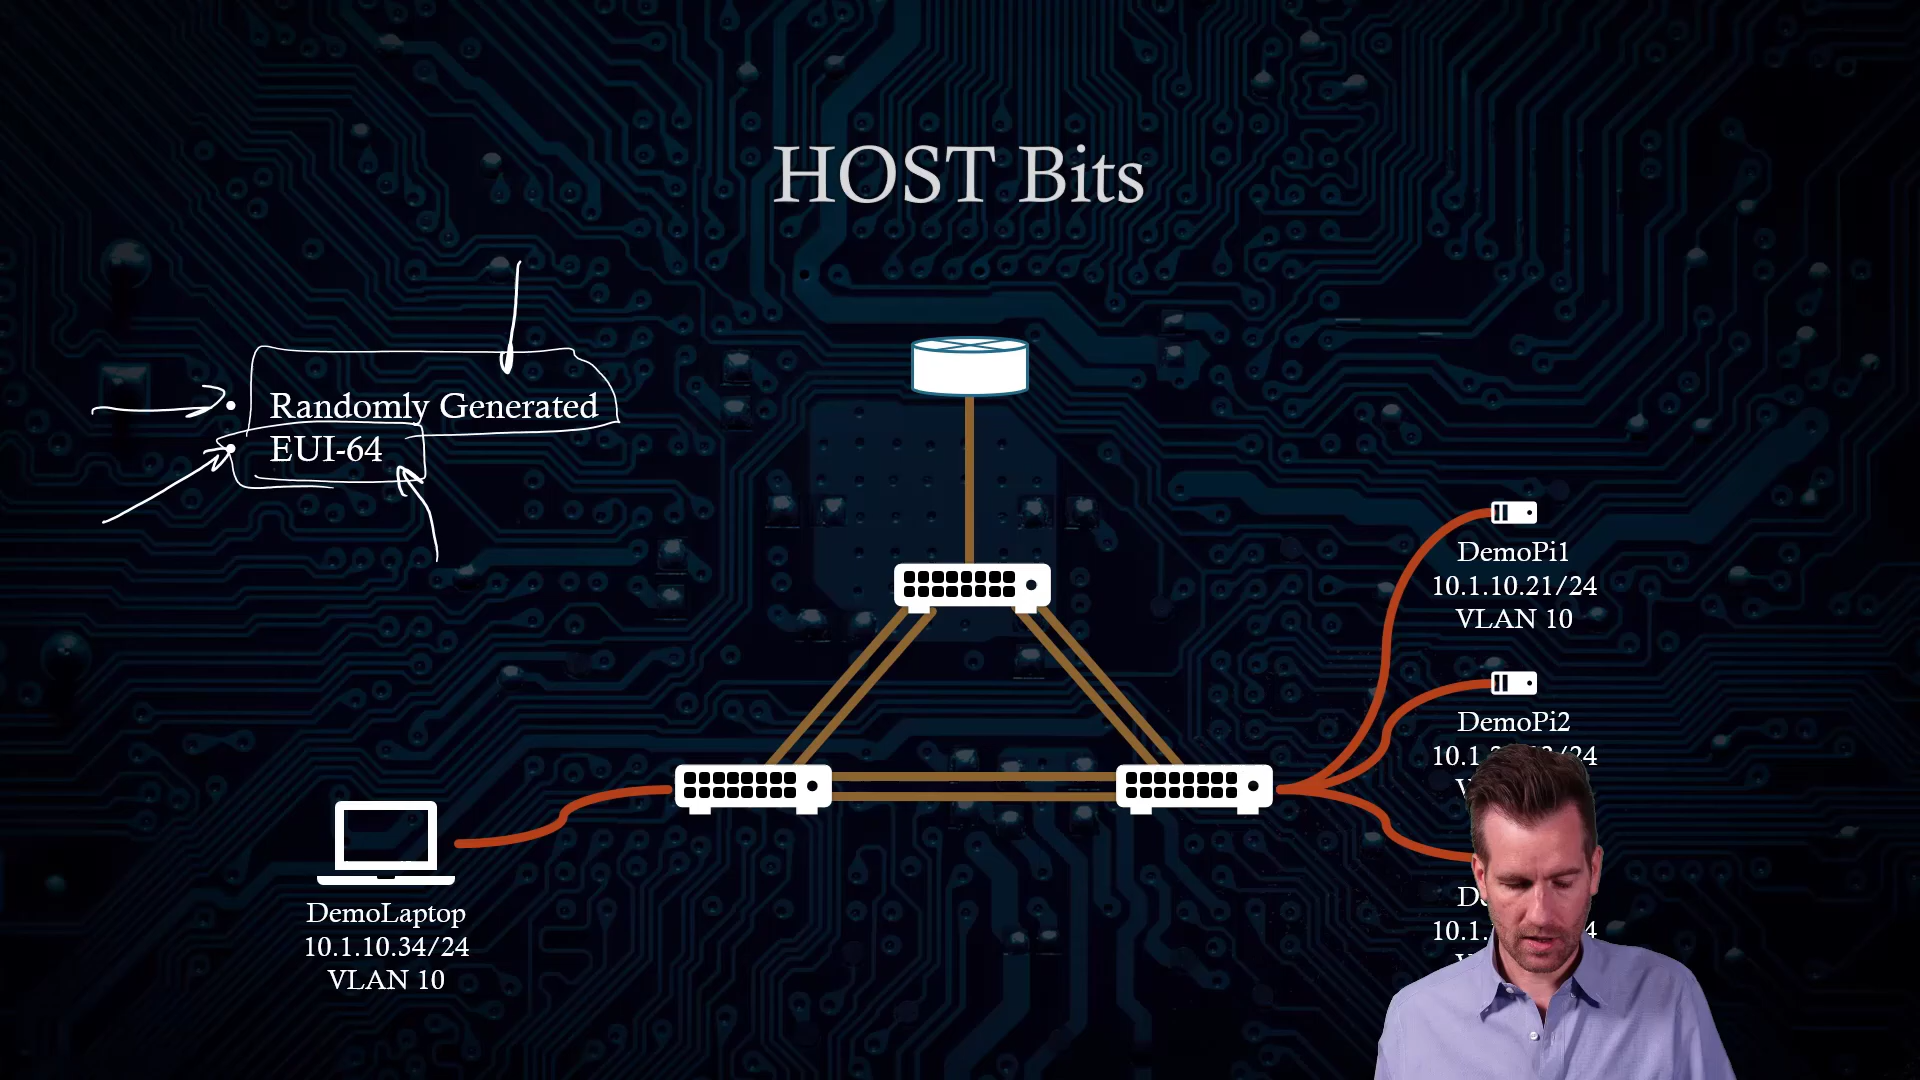 HOST Bits
Randomly Generated
EUI-64
DemoPi1
10.1.10.21/24
VLAN 10
DemoPi2
DemoLaptop
10.1.10.34/24
VLAN 10